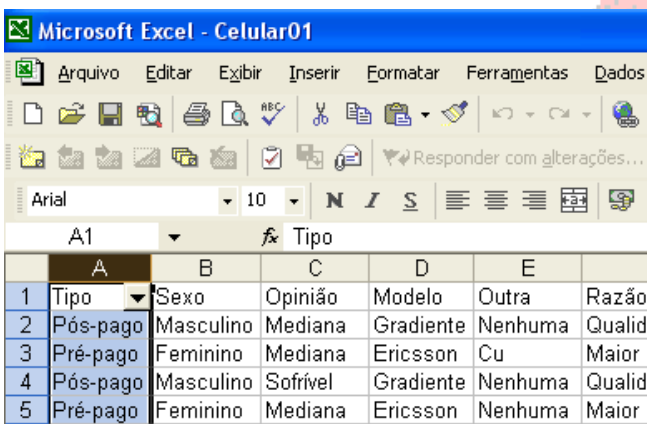 Microsoft Excel - Celular01
Arquivo Editar Exibir Inserir Formatar Ferramentas Dados
ABC
Responder com alterações...
Arial 10 N I S
A1 fx Tipo
A B C D E
1 Tipo Sexo Opinião Modelo Outra Razão
2 Pós-pago Masculino Mediana Gradiente Nenhuma Qualid
3 Pré-pago Feminino Mediana Ericsson Cu Maior
4 Pós-pago Masculino Sofrível Gradiente Nenhuma Qualid
5 Pré-pago Feminino Mediana Ericsson Nenhuma Maior